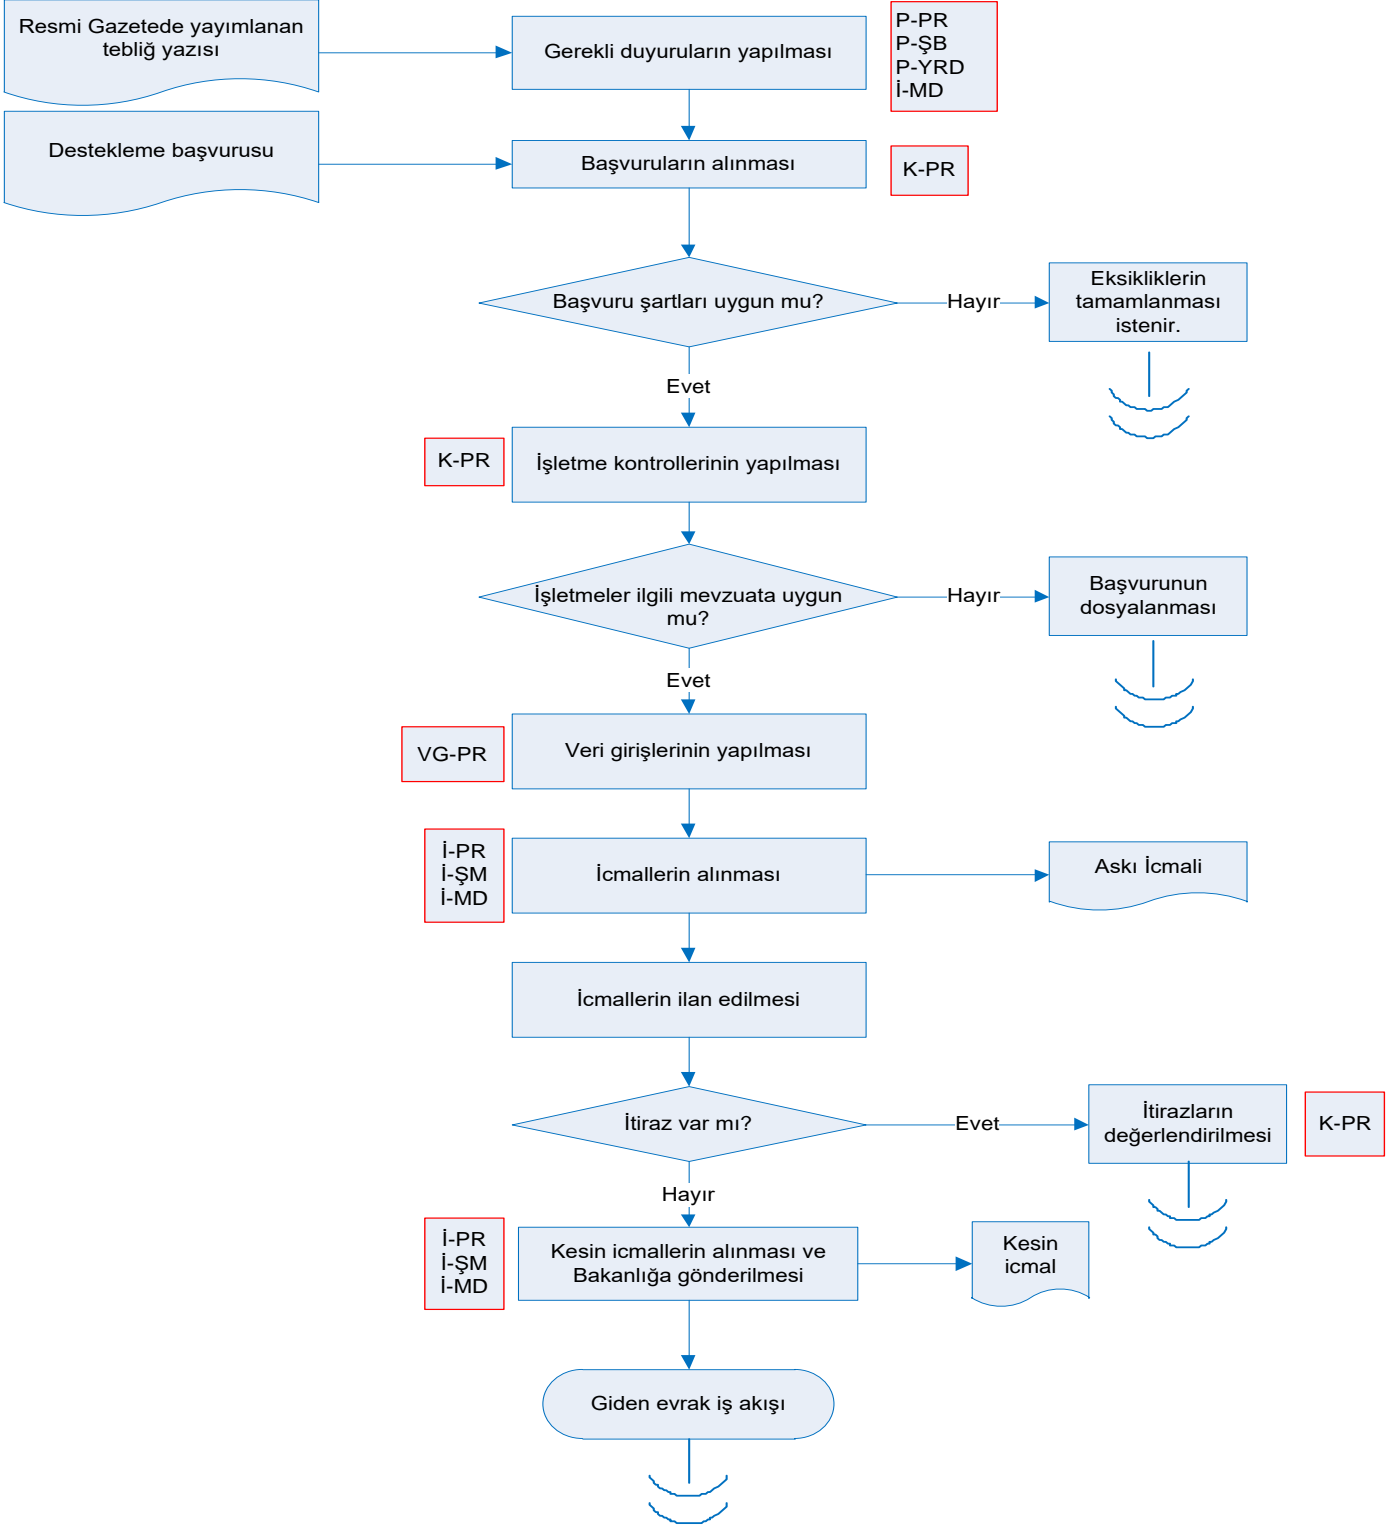 Resmi Gazetede yayımlanan
tebliğ yazısı
Gerekli duyuruların yapılması
P-PR
P-ŞB
P-YRD
İ-MD
Destekleme başvurusu
Başvuruların alınması
K-PR
Başvuru şartları uygun mu?
Hayır
Eksikliklerin
tamamlanması
istenir.
Evet
K-PR
İşletme kontrollerinin yapılması
İşletmeler ilgili mevzuata uygun
mu?
Hayır
Başvurunun
dosyalanması
Evet
VG-PR
Veri girişlerinin yapılması
İ-PR
İ-ŞM
İ-MD
İcmallerin alınması
Askı İcmali
İcmallerin ilan edilmesi
İtiraz var mı?
Evet
İtirazların
değerlendirilmesi
K-PR
Hayır
İ-PR
İ-ŞM
İ-MD
Kesin icmallerin alınması ve
Bakanlığa gönderilmesi
Kesin
icmal
Giden evrak iş akışı